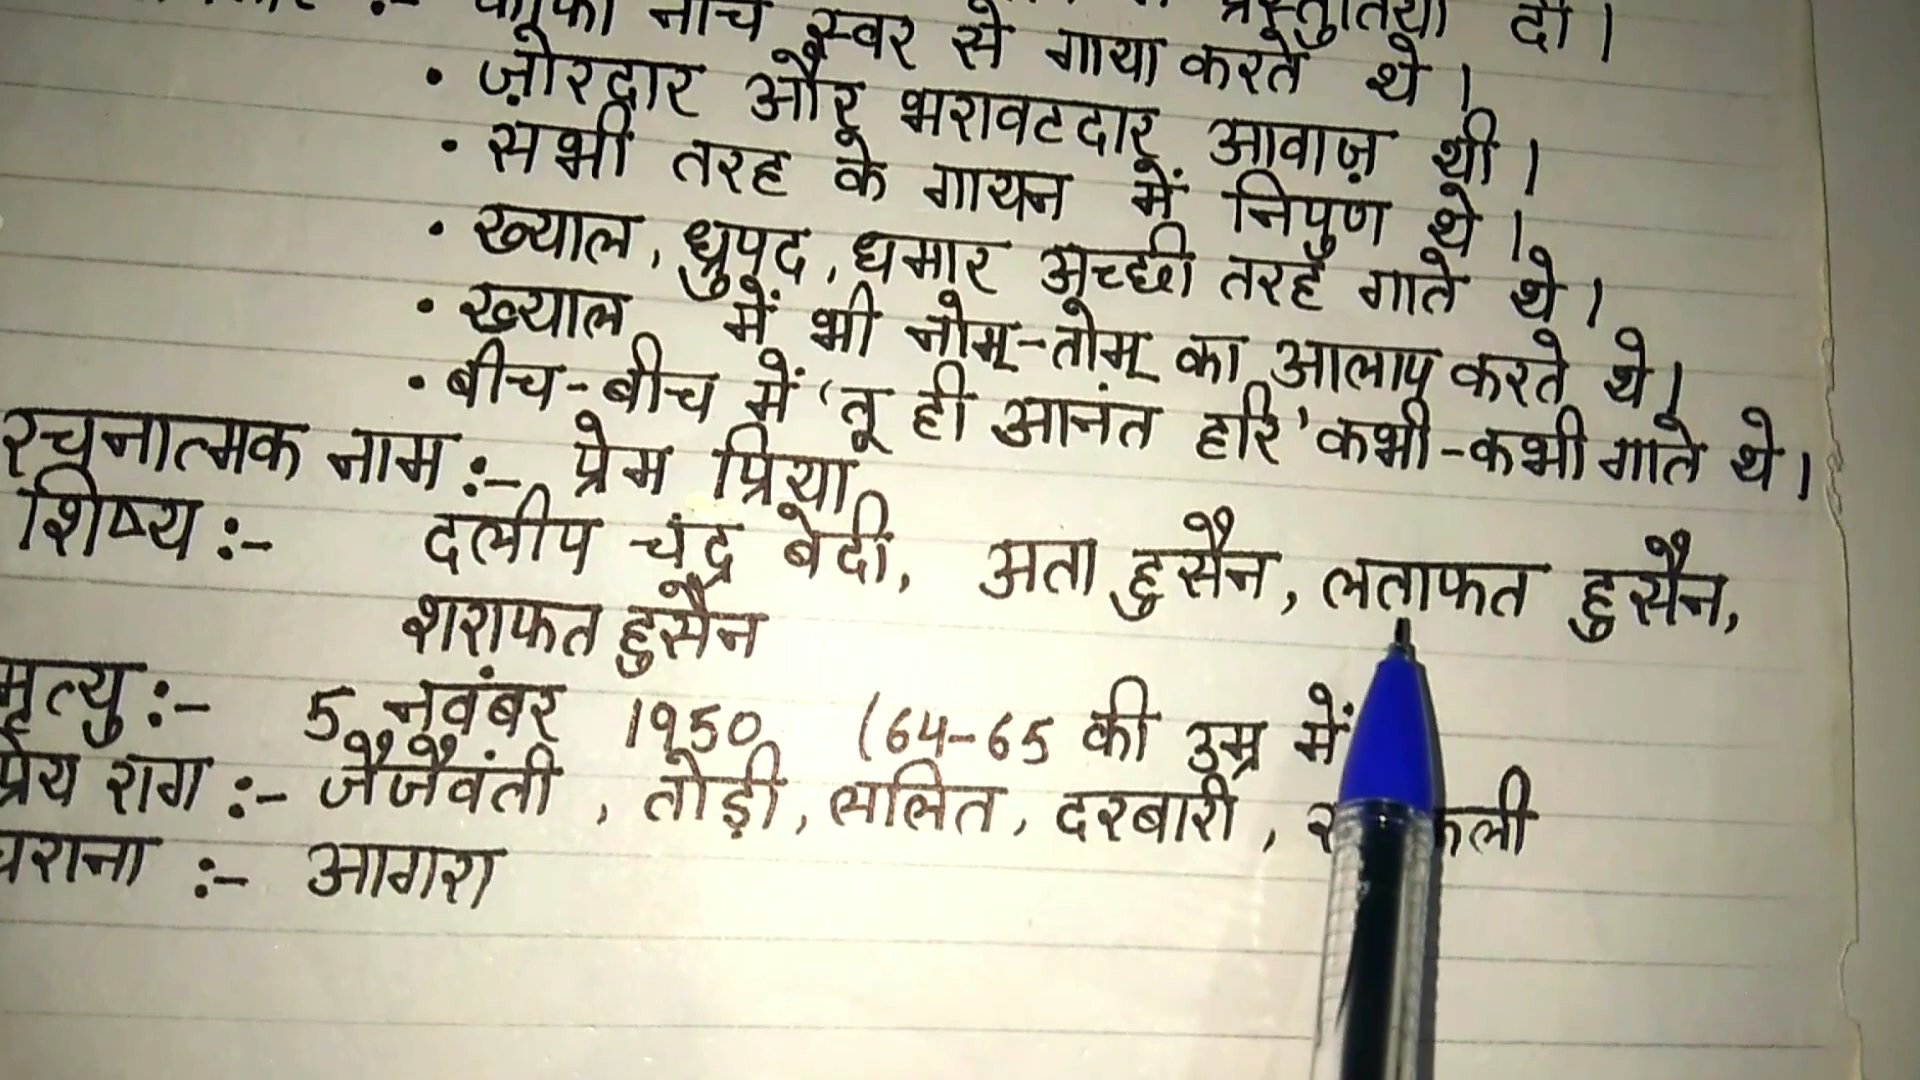 काफी नीचे स्वर से गाया करते थे। प्रस्तुतियां दी।
• ज़ोरदार और भरावटदार आवाज़ थी।
• सभी तरह के गायन में निपुण थे।
• ख्याल, ध्रुपद, धमार अच्छी तरह गाते थे।
• ख्याल में भी नोम्-तोम् का आलाप करते थे।
• बीच-बीच में 'तू ही आनंत हरि' कभी-कभी गाते थे।
रचनात्मक नाम :- प्रेम प्रिया
शिष्य :- दलीप चंद्र बेदी, अता हुसैन, लताफत हुसैन,
शराफत हुसैन
मृत्यु :- 5 नवंबर 1950 (64-65 की उम्र में
प्रिय राग :- जैजैवंती, तोड़ी, ललित, दरबारी,
घराना :- आगरा